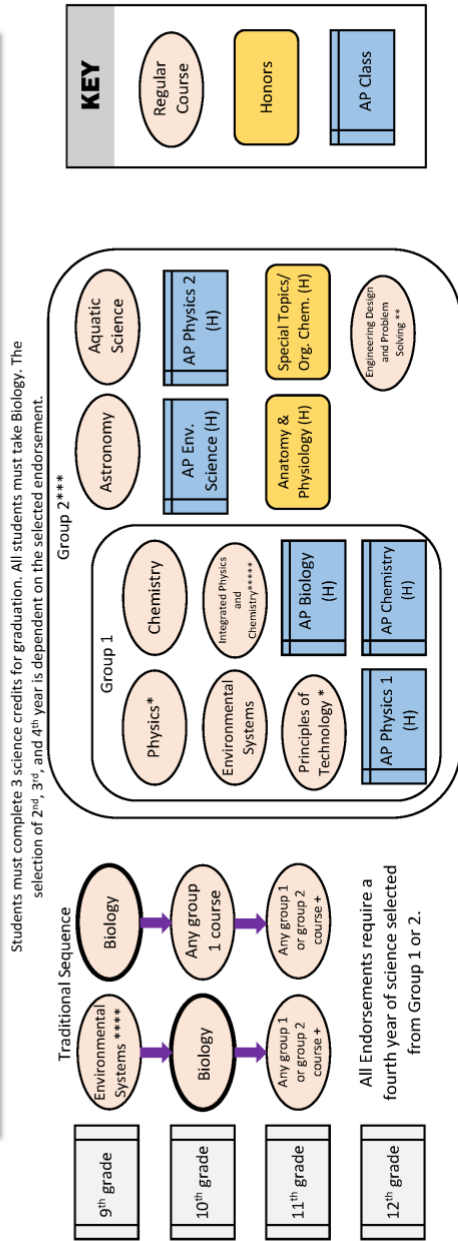 Students must complete 3 science credits for graduation. All students must take Biology. The
selection of 2nd, 3rd, and 4th year is dependent on the selected endorsement.
Traditional Sequence
9th grade
Environmental
Systems ****
Biology
10th grade
Biology
Any group
1 course
11th grade
Any group 1
or group 2
course +
Any group 1
or group 2
course +
12th grade
All Endorsements require a
fourth year of science selected
from Group 1 or 2.
Group 2***
Group 1
Physics*
Chemistry
Environmental
Systems
Integrated Physics
and
Chemistry*****
Principles of
Technology *
AP Biology
(H)
AP Physics 1
(H)
AP Chemistry
(H)
Astronomy
Aquatic
Science
AP Env.
Science (H)
AP Physics 2
(H)
Anatomy &
Physiology (H)
Special Topics/
Org. Chem. (H)
Engineering Design
and Problem
Solving **
KEY
Regular
Course
Honors
AP Class